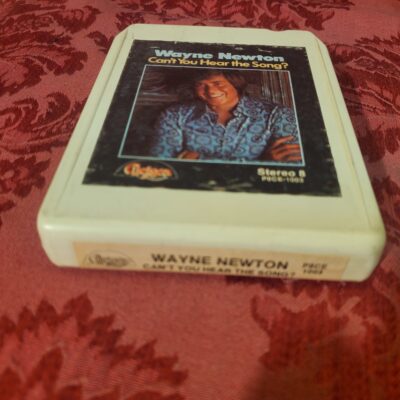 Wayne Newton
Can't You Hear the Song?
Chelsea
Stereo 8
P8CE-1003
Chelsea
WAYNE NEWTON
CAN'T YOU HEAR THE SONG?
P8CE
1003